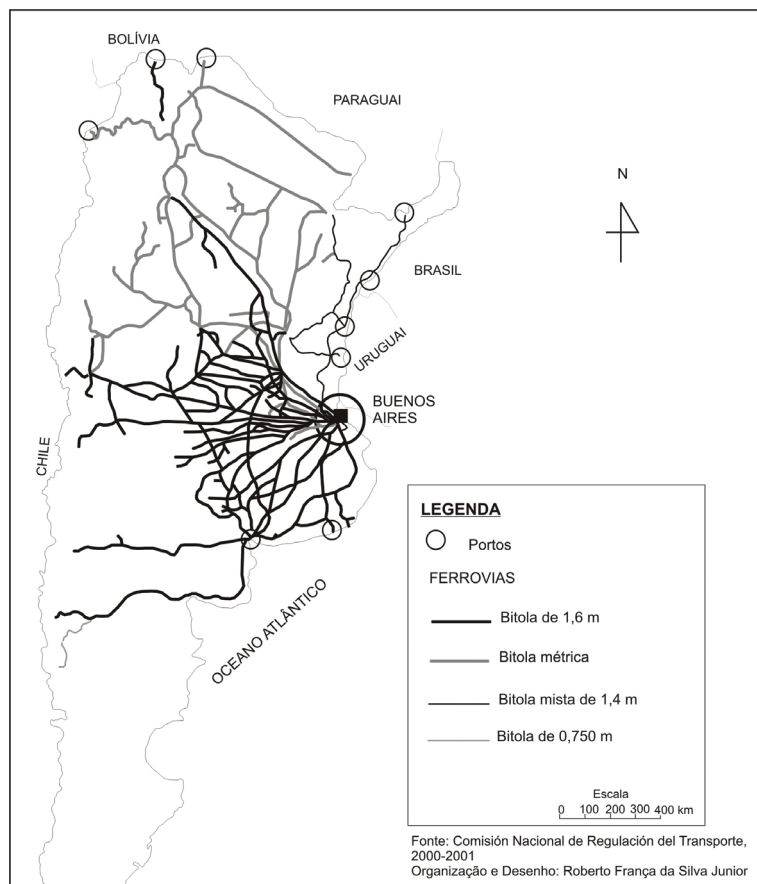 BOLÍVIA
PARAGUAI
N
BRASIL
URUGUAI
BUENOS
AIRES
CHILE
OCEANO ATLÂNTICO
LEGENDA
Portos
FERROVIAS
Bitola de 1,6 m
Bitola métrica
Bitola mista de 1,4 m
Bitola de 0,750 m
Escala
0 100 200 300 400 km
Fonte: Comisión Nacional de Regulación del Transporte,
2000-2001
Organização e Desenho: Roberto França da Silva Junior